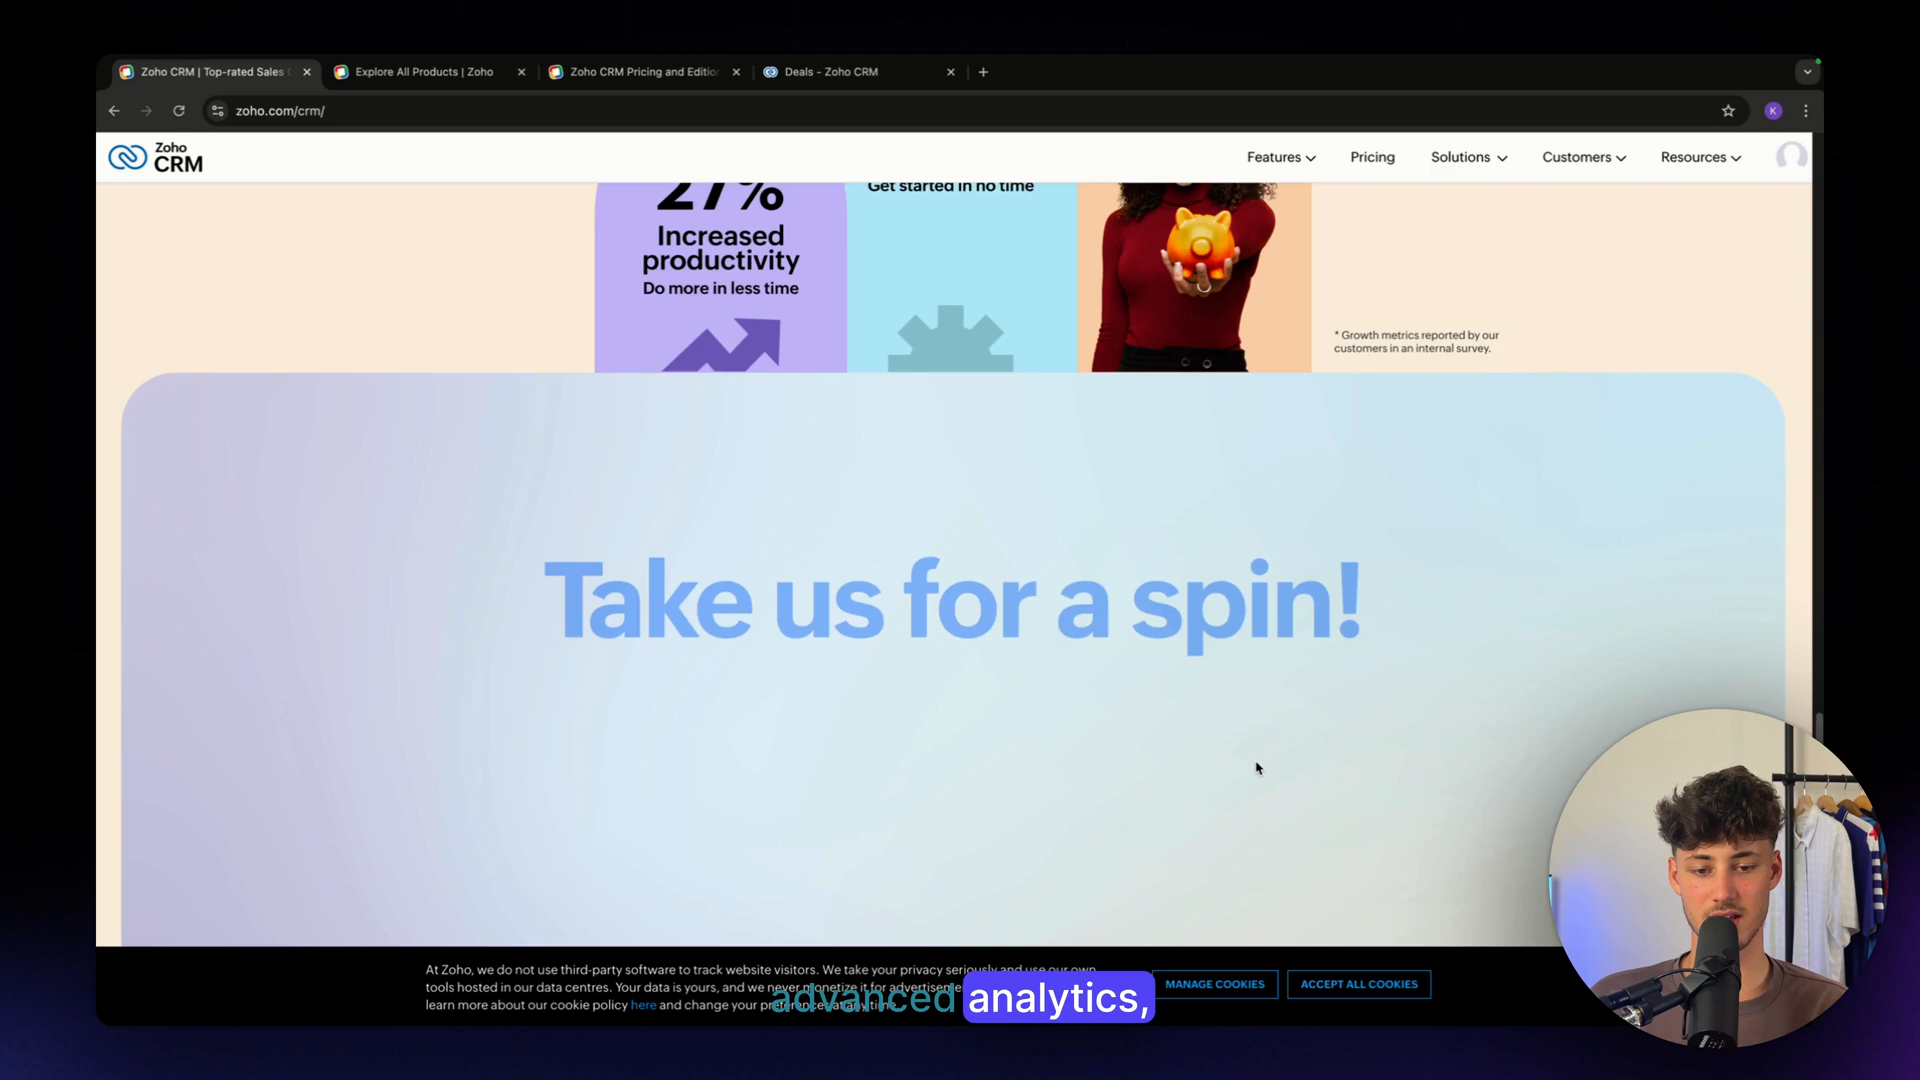 Zoho CRM | Top-rated Sales
Explore All Products | Zoho
Zoho CRM Pricing and Edition
Deals - Zoho CRM
zoho.com/crm/
K
Zoho
CRM
Features
Pricing
Solutions
Customers
Resources
27%
Increased
productivity
Do more in less time
Get started in no time
* Growth metrics reported by our
customers in an internal survey.
Take us for a spin!
At Zoho, we do not use third-party software to track website visitors. We take your privacy seriously and use our own
tools hosted in our data centres. Your data is yours, and we never monetize it for
learn more about our cookie policy here and change your preferences at any time.
MANAGE COOKIES
ACCEPT ALL COOKIES
advanced analytics,